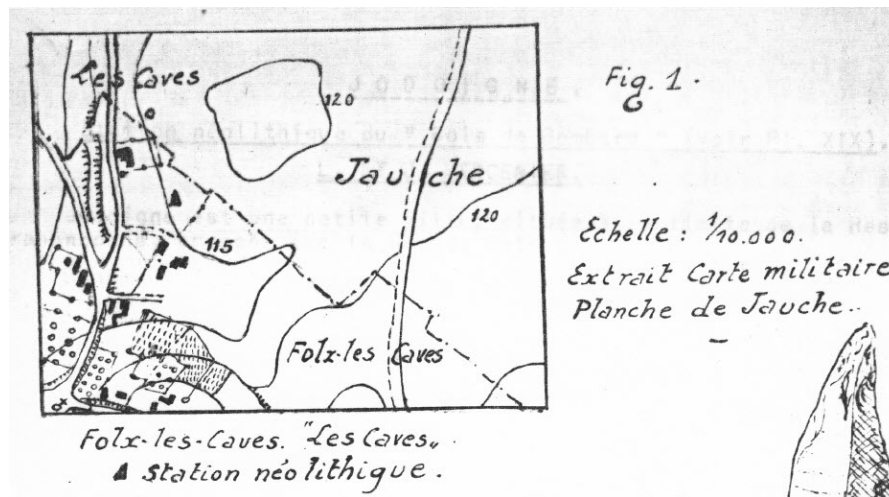 Les Caves
120
Jauche
120
115
Folx-les Caves
Fig. 1.
Echelle : 1/10.000.
Extrait Carte militaire
Planche de Jauche.
Folx-les-Caves. "Les Caves„.
▲ Station néolithique.